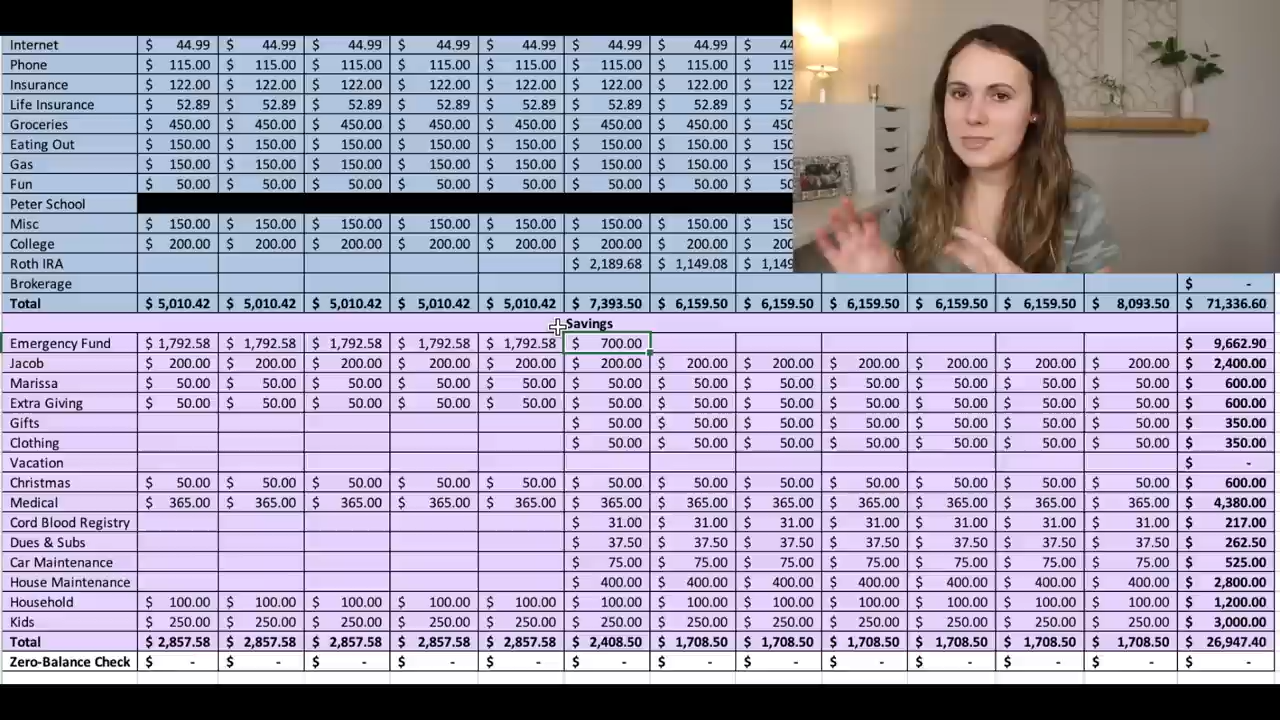 Internet $ 44.99 $ 44.99 $ 44.99 $ 44.99 $ 44.99 $ 44.99 $ 44.99 $ 44
Phone $ 115.00 $ 115.00 $ 115.00 $ 115.00 $ 115.00 $ 115.00 $ 115.00 $ 115
Insurance $ 122.00 $ 122.00 $ 122.00 $ 122.00 $ 122.00 $ 122.00 $ 122.00 $ 122
Life Insurance $ 52.89 $ 52.89 $ 52.89 $ 52.89 $ 52.89 $ 52.89 $ 52.89 $ 52
Groceries $ 450.00 $ 450.00 $ 450.00 $ 450.00 $ 450.00 $ 450.00 $ 450.00 $ 450
Eating Out $ 150.00 $ 150.00 $ 150.00 $ 150.00 $ 150.00 $ 150.00 $ 150.00 $ 150
Gas $ 150.00 $ 150.00 $ 150.00 $ 150.00 $ 150.00 $ 150.00 $ 150.00 $ 150
Fun $ 50.00 $ 50.00 $ 50.00 $ 50.00 $ 50.00 $ 50.00 $ 50.00 $ 50
Peter School
Misc $ 150.00 $ 150.00 $ 150.00 $ 150.00 $ 150.00 $ 150.00 $ 150.00 $ 150
College $ 200.00 $ 200.00 $ 200.00 $ 200.00 $ 200.00 $ 200.00 $ 200.00 $ 200
Roth IRA $ 2,189.68 $ 1,149.08 $ 1,149
Brokerage $ -
Total $ 5,010.42 $ 5,010.42 $ 5,010.42 $ 5,010.42 $ 5,010.42 $ 7,393.50 $ 6,159.50 $ 6,159.50 $ 6,159.50 $ 6,159.50 $ 6,159.50 $ 8,093.50 $ 71,336.60
Savings
Emergency Fund $ 1,792.58 $ 1,792.58 $ 1,792.58 $ 1,792.58 $ 1,792.58 $ 700.00 $ 9,662.90
Jacob $ 200.00 $ 200.00 $ 200.00 $ 200.00 $ 200.00 $ 200.00 $ 200.00 $ 200.00 $ 200.00 $ 200.00 $ 200.00 $ 200.00 $ 2,400.00
Marissa $ 50.00 $ 50.00 $ 50.00 $ 50.00 $ 50.00 $ 50.00 $ 50.00 $ 50.00 $ 50.00 $ 50.00 $ 50.00 $ 50.00 $ 600.00
Extra Giving $ 50.00 $ 50.00 $ 50.00 $ 50.00 $ 50.00 $ 50.00 $ 50.00 $ 50.00 $ 50.00 $ 50.00 $ 50.00 $ 50.00 $ 600.00
Gifts $ 50.00 $ 50.00 $ 50.00 $ 50.00 $ 50.00 $ 50.00 $ 50.00 $ 350.00
Clothing $ 50.00 $ 50.00 $ 50.00 $ 50.00 $ 50.00 $ 50.00 $ 50.00 $ 350.00
Vacation $ -
Christmas $ 50.00 $ 50.00 $ 50.00 $ 50.00 $ 50.00 $ 50.00 $ 50.00 $ 50.00 $ 50.00 $ 50.00 $ 50.00 $ 50.00 $ 600.00
Medical $ 365.00 $ 365.00 $ 365.00 $ 365.00 $ 365.00 $ 365.00 $ 365.00 $ 365.00 $ 365.00 $ 365.00 $ 365.00 $ 365.00 $ 4,380.00
Cord Blood Registry $ 31.00 $ 31.00 $ 31.00 $ 31.00 $ 31.00 $ 31.00 $ 31.00 $ 217.00
Dues & Subs $ 37.50 $ 37.50 $ 37.50 $ 37.50 $ 37.50 $ 37.50 $ 37.50 $ 262.50
Car Maintenance $ 75.00 $ 75.00 $ 75.00 $ 75.00 $ 75.00 $ 75.00 $ 75.00 $ 525.00
House Maintenance $ 400.00 $ 400.00 $ 400.00 $ 400.00 $ 400.00 $ 400.00 $ 400.00 $ 2,800.00
Household $ 100.00 $ 100.00 $ 100.00 $ 100.00 $ 100.00 $ 100.00 $ 100.00 $ 100.00 $ 100.00 $ 100.00 $ 100.00 $ 100.00 $ 1,200.00
Kids $ 250.00 $ 250.00 $ 250.00 $ 250.00 $ 250.00 $ 250.00 $ 250.00 $ 250.00 $ 250.00 $ 250.00 $ 250.00 $ 250.00 $ 3,000.00
Total $ 2,857.58 $ 2,857.58 $ 2,857.58 $ 2,857.58 $ 2,857.58 $ 2,408.50 $ 1,708.50 $ 1,708.50 $ 1,708.50 $ 1,708.50 $ 1,708.50 $ 1,708.50 $ 26,947.40
Zero-Balance Check $ - $ - $ - $ - $ - $ - $ - $ - $ - $ - $ - $ - $ -